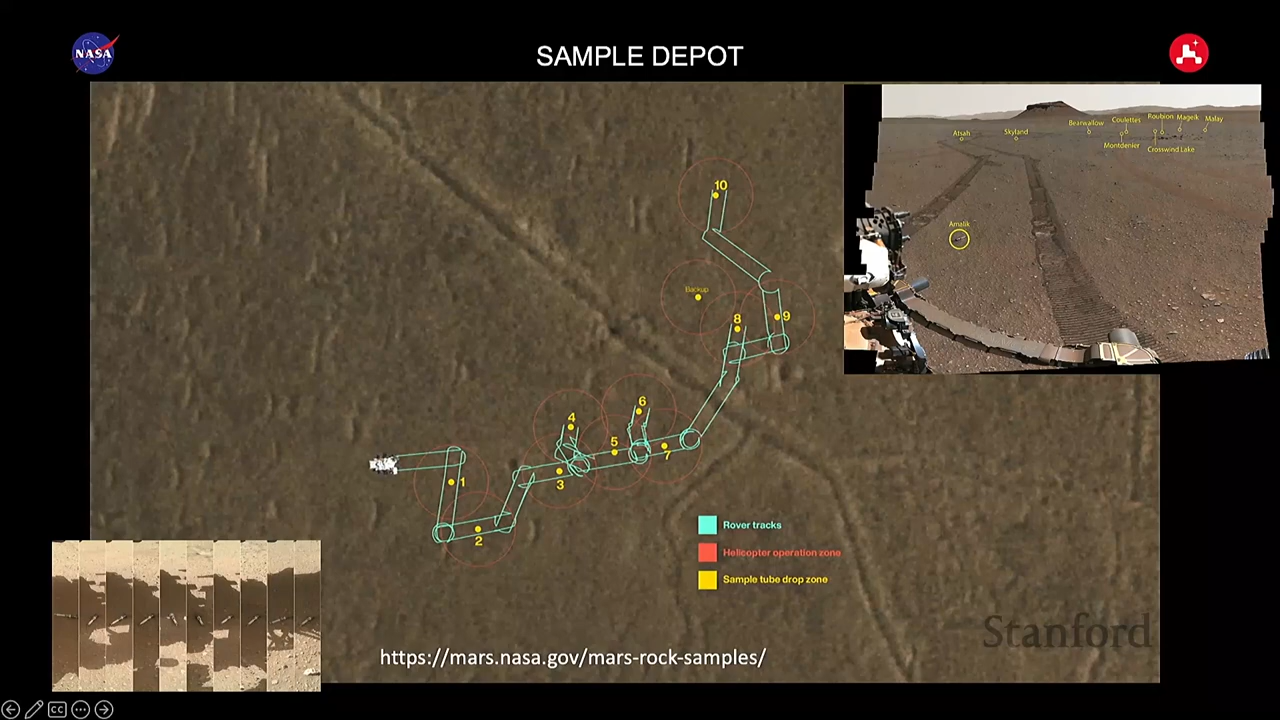 NASA
SAMPLE DEPOT
Atsah
Skyland
Bearwallow
Coulettes
Roubion
Mageik
Malay
Montdenier
Crosswind Lake
Amalik
10
Backup
8
9
6
4
5
7
3
1
2
Rover tracks
Helicopter operation zone
Sample tube drop zone
Stanford
https://mars.nasa.gov/mars-rock-samples/
CC